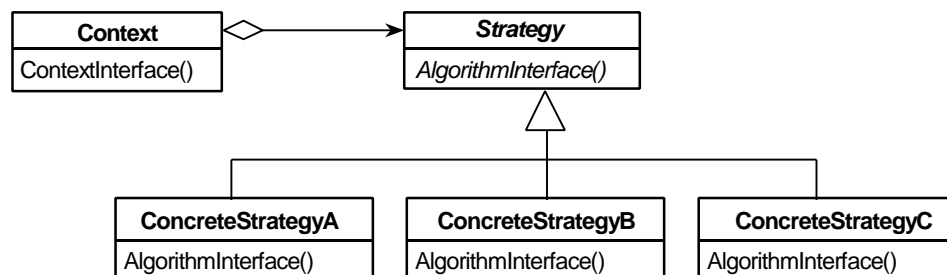 Context
ContextInterface()
Strategy
AlgorithmInterface()
ConcreteStrategyA
AlgorithmInterface()
ConcreteStrategyB
AlgorithmInterface()
ConcreteStrategyC
AlgorithmInterface()